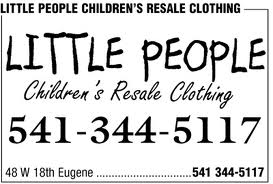 LITTLE PEOPLE CHILDREN'S RESALE CLOTHING
LITTLE PEOPLE
Children's Resale Clothing
541-344-5117
48 W 18th Eugene ..............................541 344-5117